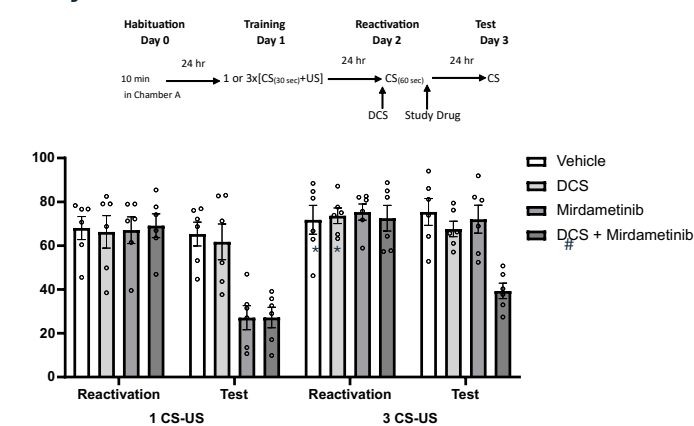 Habituation Training Reactivation Test
Day 0 Day 1 Day 2 Day 3
24 hr 24 hr 24 hr
10 min
in Chamber A
1 or 3x[CS(30 sec)+US] CS(60 sec) CS
DCS Study Drug
100
80
60
40
20
0
* *
Vehicle
DCS
Mirdametinib
DCS + Mirdametinib
#
Reactivation Test Reactivation Test
1 CS-US 3 CS-US